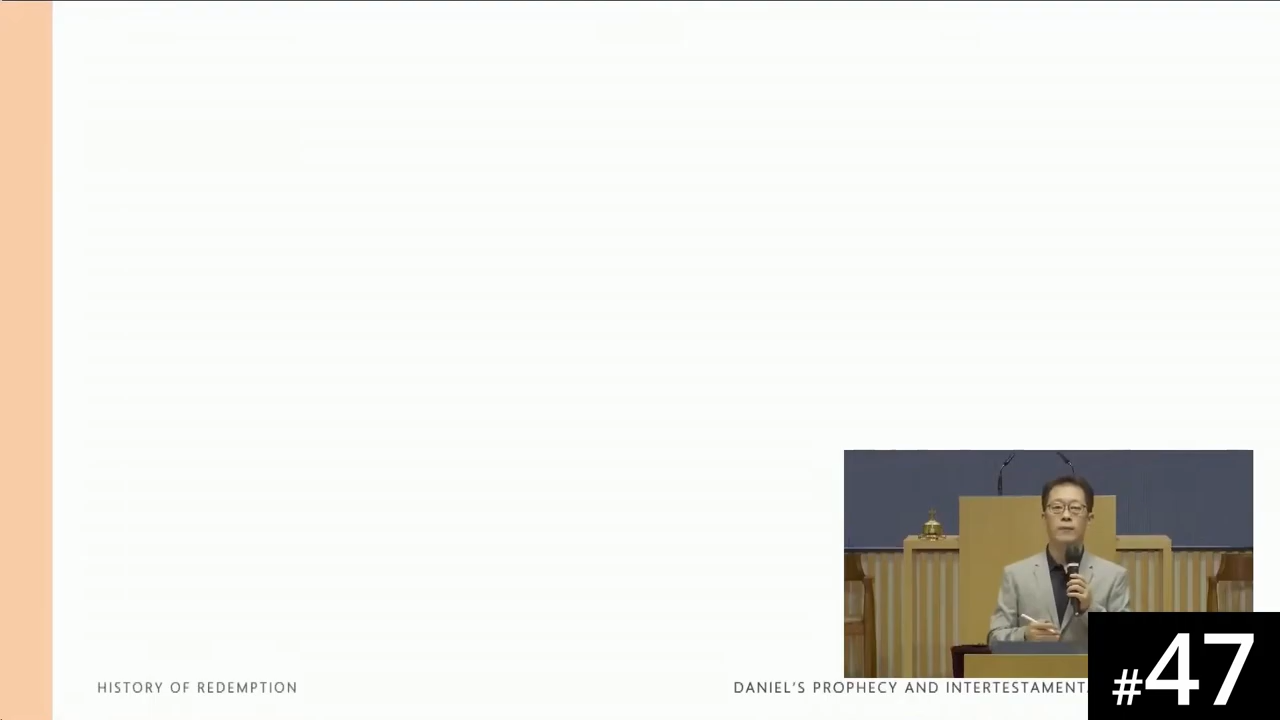 HISTORY OF REDEMPTION
DANIEL'S PROPHECY AND INTERTESTAMENT
#47